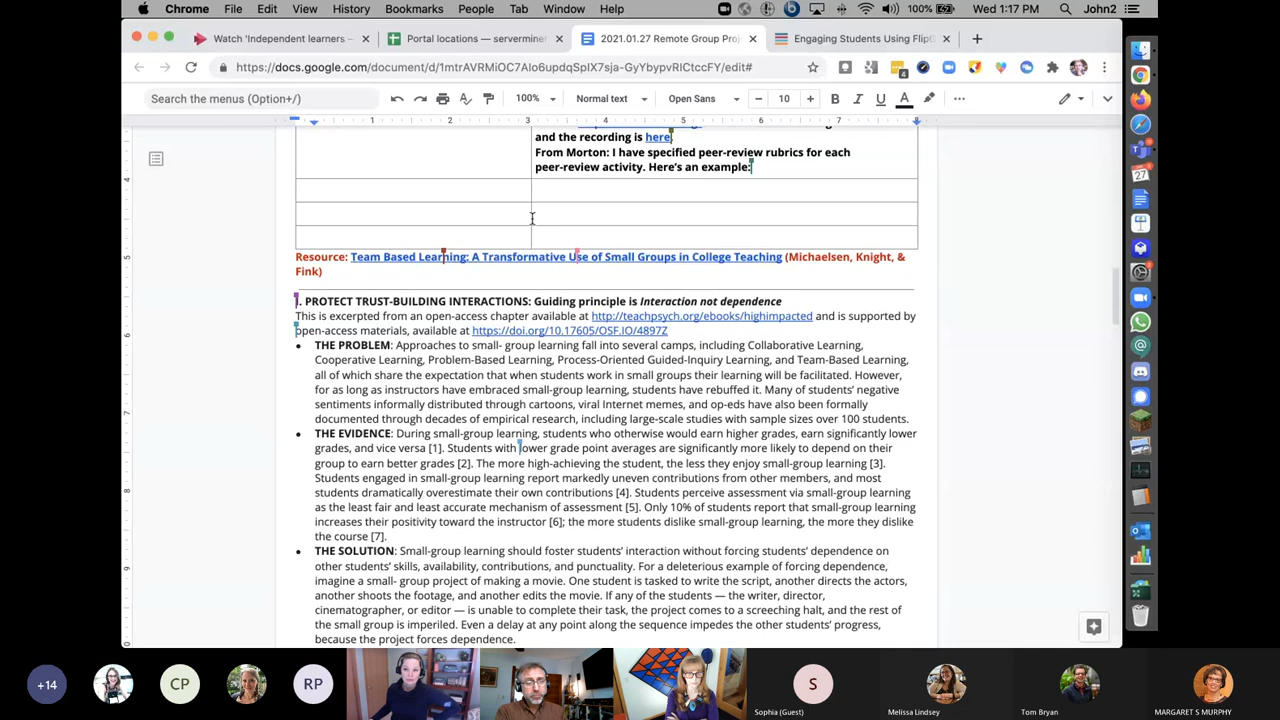 Chrome File Edit View History Bookmarks People Tab Window Help 100% Wed 1:17 PM John2
Watch 'Independent learners – Portal locations — servermine 2021.01.27 Remote Group Pro Engaging Students Using Flip
4
Search the menus (Option+/) 100% Normal text Open Sans 10 B I U A
1 2 3 4 5 6 7 8
and the recording is here.
From Morton: I have specified peer-review rubrics for each
peer-review activity. Here's an example:
Resource: Team Based Learning: A Transformative Use of Small Groups in College Teaching (Michaelsen, Knight, &
Fink)
. PROTECT TRUST-BUILDING INTERACTIONS: Guiding principle is Interaction not dependence
This is excerpted from an open-access chapter available at http://teachpsych.org/ebooks/highimpacted and is supported by
open-access materials, available at https://doi.org/10.17605/OSF.IO/4897Z
● THE PROBLEM: Approaches to small- group learning fall into several camps, including Collaborative Learning,
Cooperative Learning, Problem-Based Learning, Process-Oriented Guided-Inquiry Learning, and Team-Based Learning,
all of which share the expectation that when students work in small groups their learning will be facilitated. However,
for as long as instructors have embraced small-group learning, students have rebuffed it. Many of students' negative
sentiments informally distributed through cartoons, viral Internet memes, and op-eds have also been formally
documented through decades of empirical research, including large-scale studies with sample sizes over 100 students.
● THE EVIDENCE: During small-group learning, students who otherwise would earn higher grades, earn significantly lower
grades, and vice versa [1]. Students with lower grade point averages are significantly more likely to depend on their
group to earn better grades [2]. The more high-achieving the student, the less they enjoy small-group learning [3].
Students engaged in small-group learning report markedly uneven contributions from other members, and most
students dramatically overestimate their own contributions [4]. Students perceive assessment via small-group learning
as the least fair and least accurate mechanism of assessment [5]. Only 10% of students report that small-group learning
increases their positivity toward the instructor [6]; the more students dislike small-group learning, the more they dislike
the course [7].
● THE SOLUTION: Small-group learning should foster students' interaction without forcing students' dependence on
other students' skills, ability, contributions, and punctuality. For a deleterious example of forcing dependence,
imagine a small- group project of making a movie. One student is tasked to write the script, another directs the actors,
another shoots the footage, and another edits the movie. If any of the students — the writer, director,
cinematographer, or editor — is unable to complete their task, the project comes to a screeching halt, and the rest of
the small group is imperiled. Even a delay at any point along the sequence impedes the other students' progress,
because the project forces dependence.
+14 CP RP S
Sophia (Guest) Melissa Lindsey Tom Bryan MARGARET S MURPHY